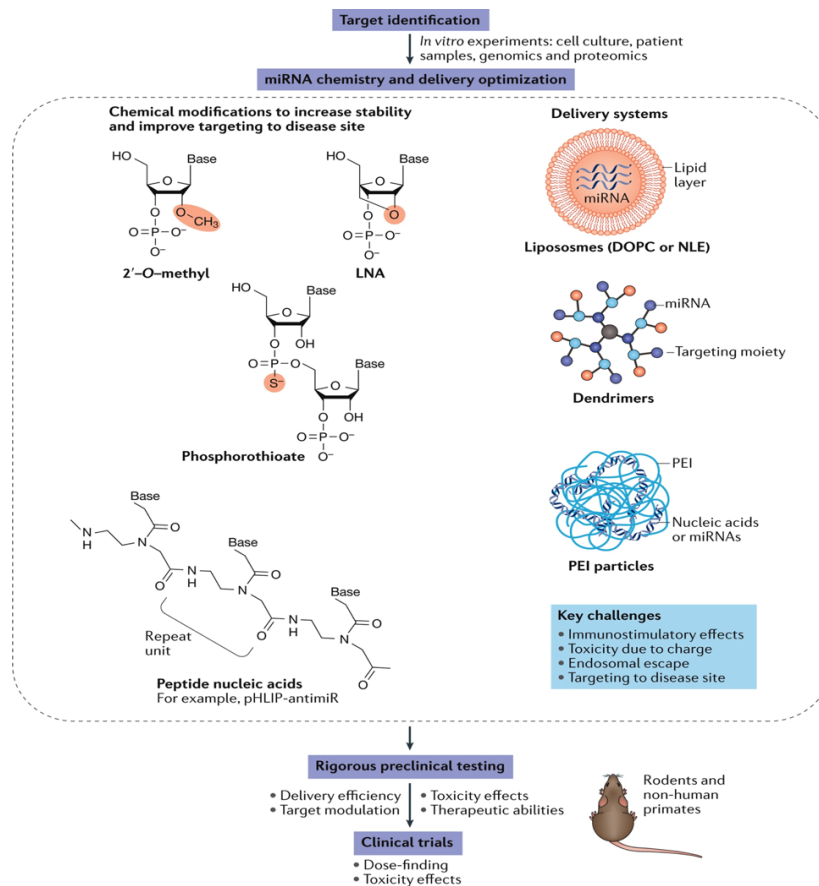 Target identification
In vitro experiments: cell culture, patient
samples, genomics and proteomics
miRNA chemistry and delivery optimization
Chemical modifications to increase stability
and improve targeting to disease site
HO
Base
O
O
O
CH₃
O=P–O⁻
O⁻
2′–O–methyl
HO
Base
O
O
O
O=P–O⁻
O⁻
LNA
HO
Base
O
O
OH
O=P–O
S⁻
Base
O
O
OH
O=P–O⁻
O⁻
Phosphorothioate
Base
O
N
H
N
O
H
N
Base
O
N
O
H
N
Base
O
N
O
Repeat
unit
Peptide nucleic acids
For example, pHLIP-antimiR
Delivery systems
Lipid
layer
miRNA
Lipososmes (DOPC or NLE)
miRNA
Targeting moiety
Dendrimers
PEI
Nucleic acids
or miRNAs
PEI particles
Key challenges
• Immunostimulatory effects
• Toxicity due to charge
• Endosomal escape
• Targeting to disease site
Rigorous preclinical testing
• Delivery efficiency
• Target modulation
• Toxicity effects
• Therapeutic abilities
Rodents and
non-human
primates
Clinical trials
• Dose-finding
• Toxicity effects